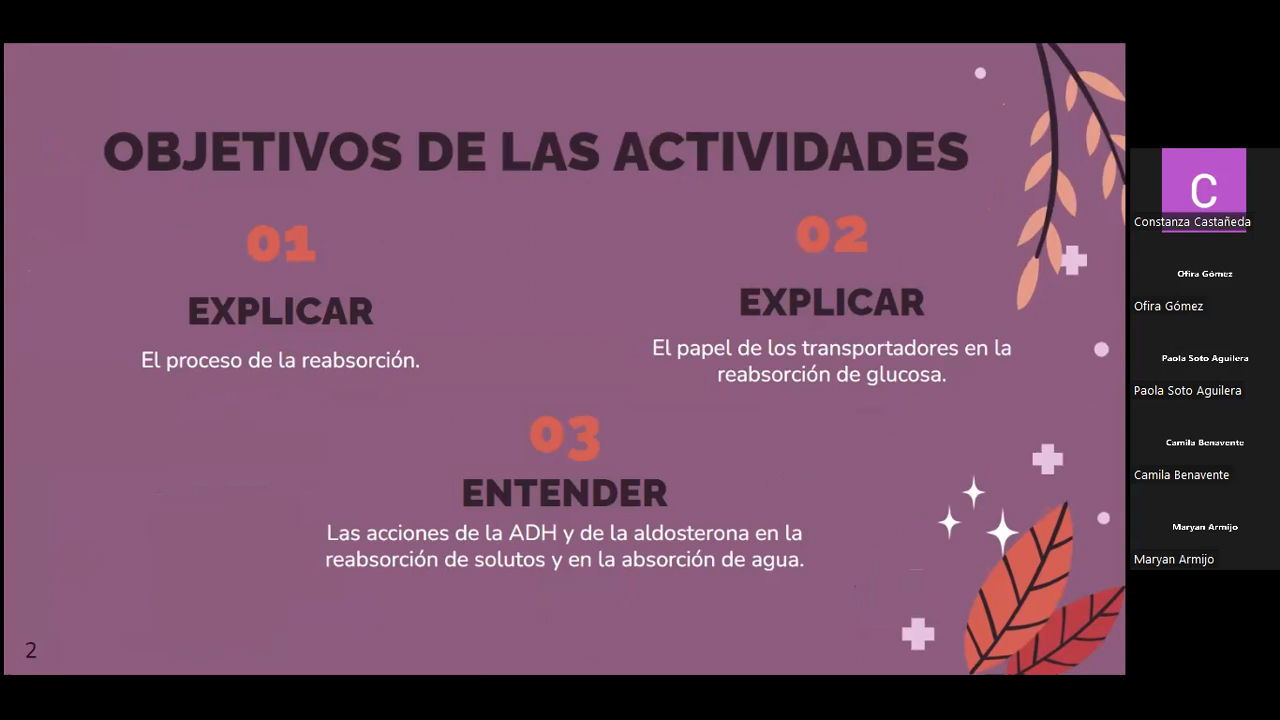 OBJETIVOS DE LAS ACTIVIDADES
01
EXPLICAR
El proceso de la reabsorción.
02
EXPLICAR
El papel de los transportadores en la
reabsorción de glucosa.
03
ENTENDER
Las acciones de la ADH y de la aldosterona en la
reabsorción de solutos y en la absorción de agua.
2
C
Constanza Castañeda
Ofira Gómez
Ofira Gómez
Paola Soto Aguilera
Paola Soto Aguilera
Camila Benavente
Camila Benavente
Maryan Armijo
Maryan Armijo